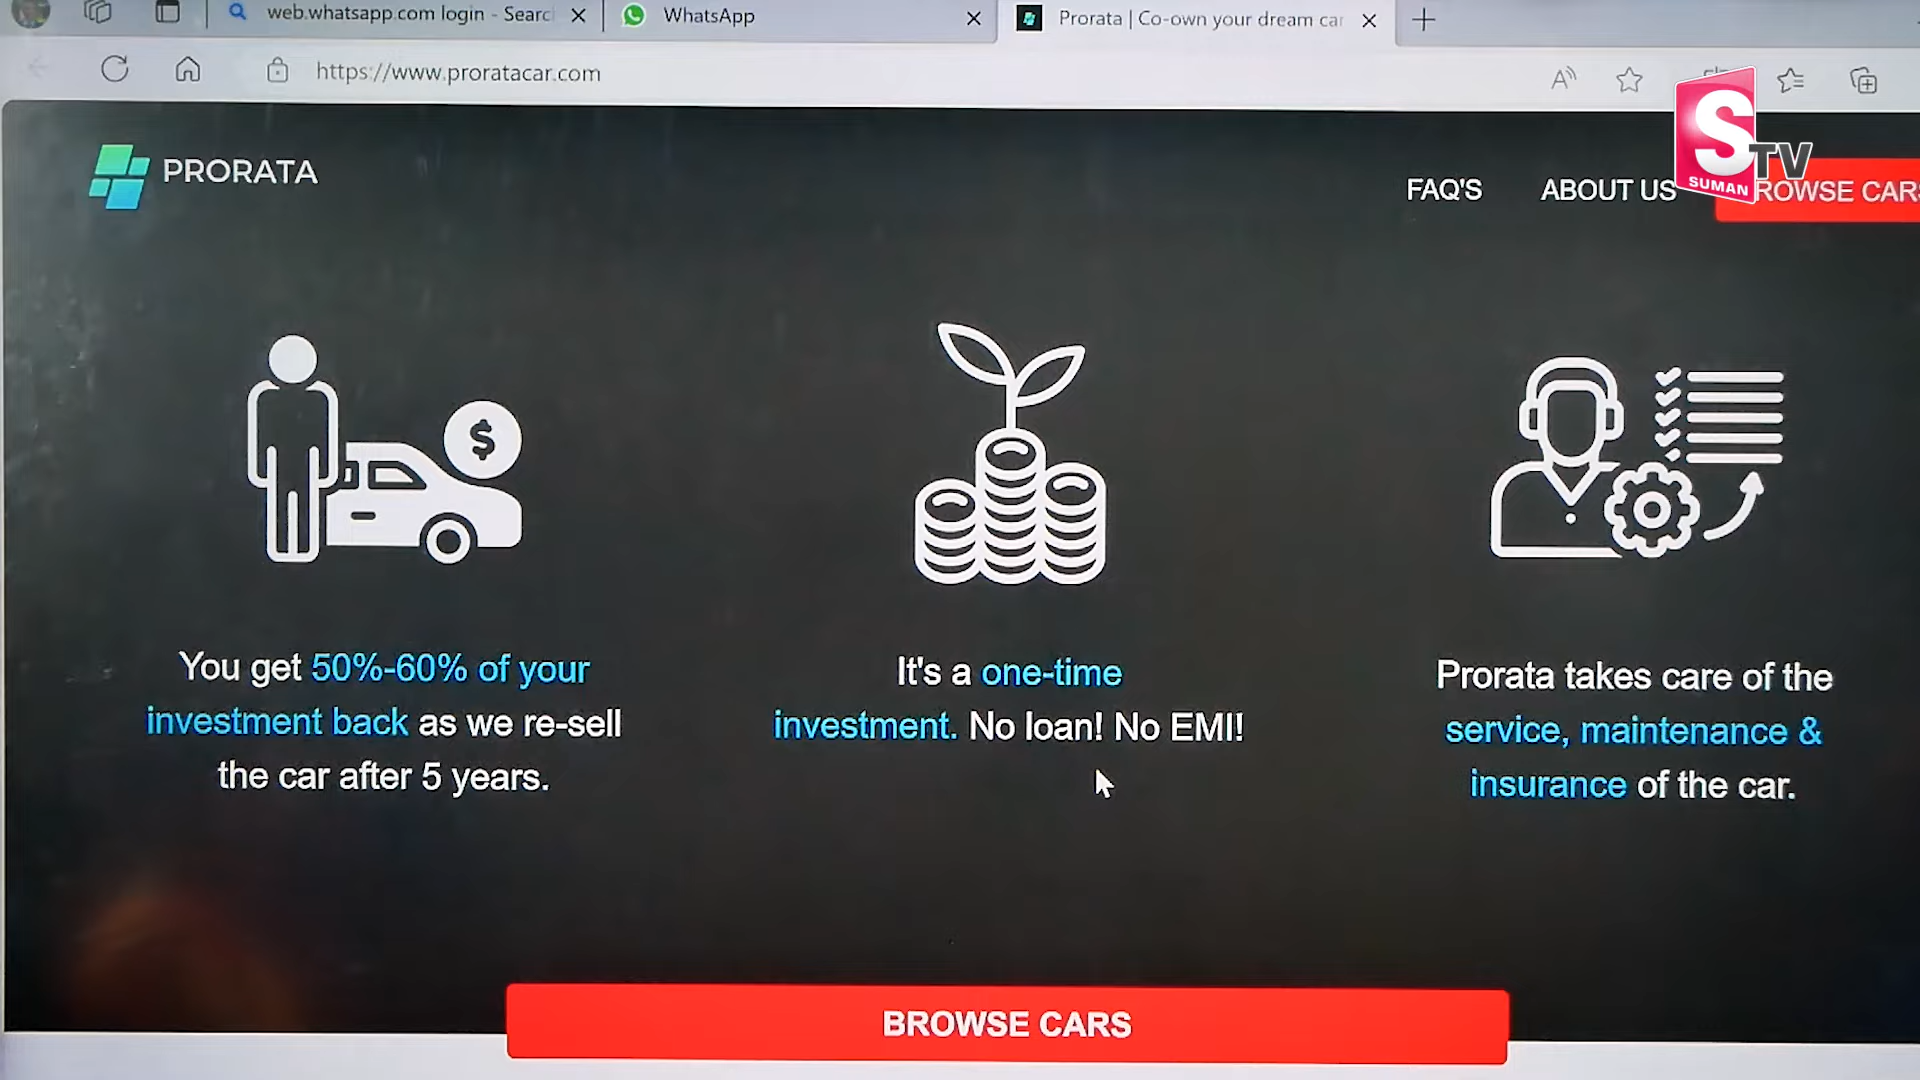 web.whatsapp.com login - Searc
WhatsApp
Prorata | Co-own your dream car
https://www.proratacar.com
PRORATA
FAQ'S
ABOUT US
ROWSE CARS
S
TV
SUMAN
$
You get 50%-60% of your
investment back as we re-sell
the car after 5 years.
It's a one-time
investment. No loan! No EMI!
Prorata takes care of the
service, maintenance &
insurance of the car.
BROWSE CARS